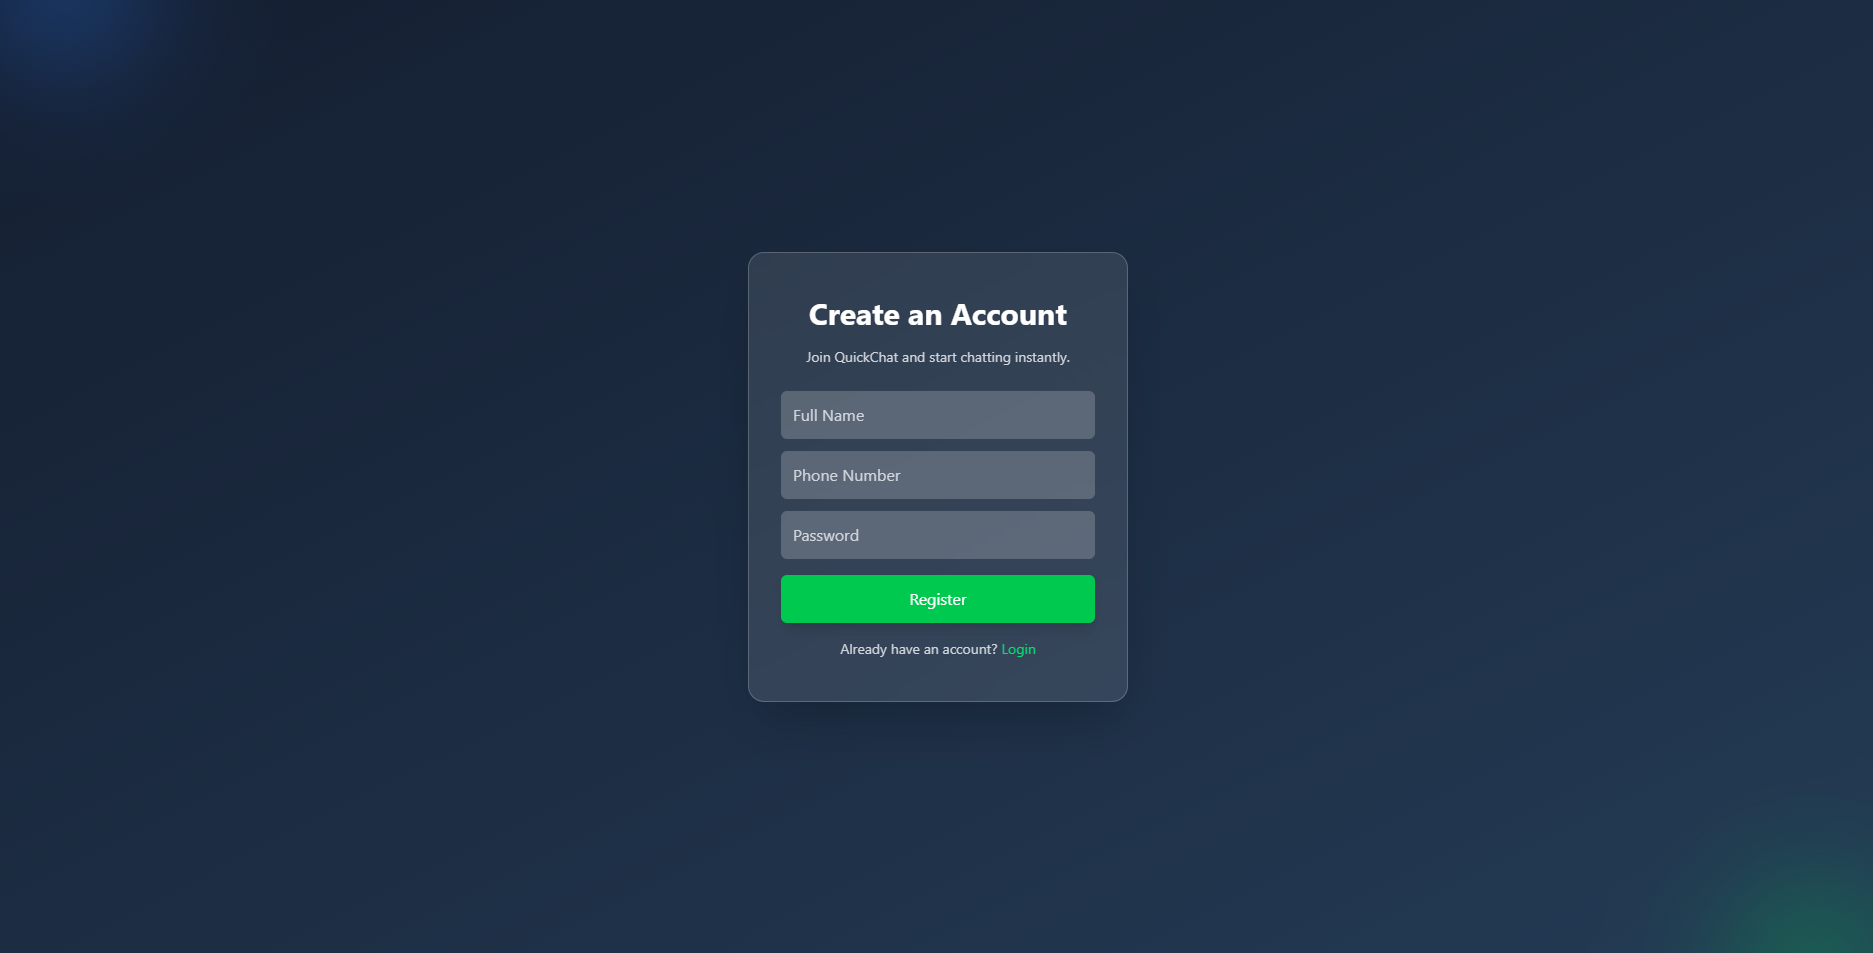 Create an Account
Join QuickChat and start chatting instantly.
Full Name
Phone Number
Password
Register
Already have an account? Login